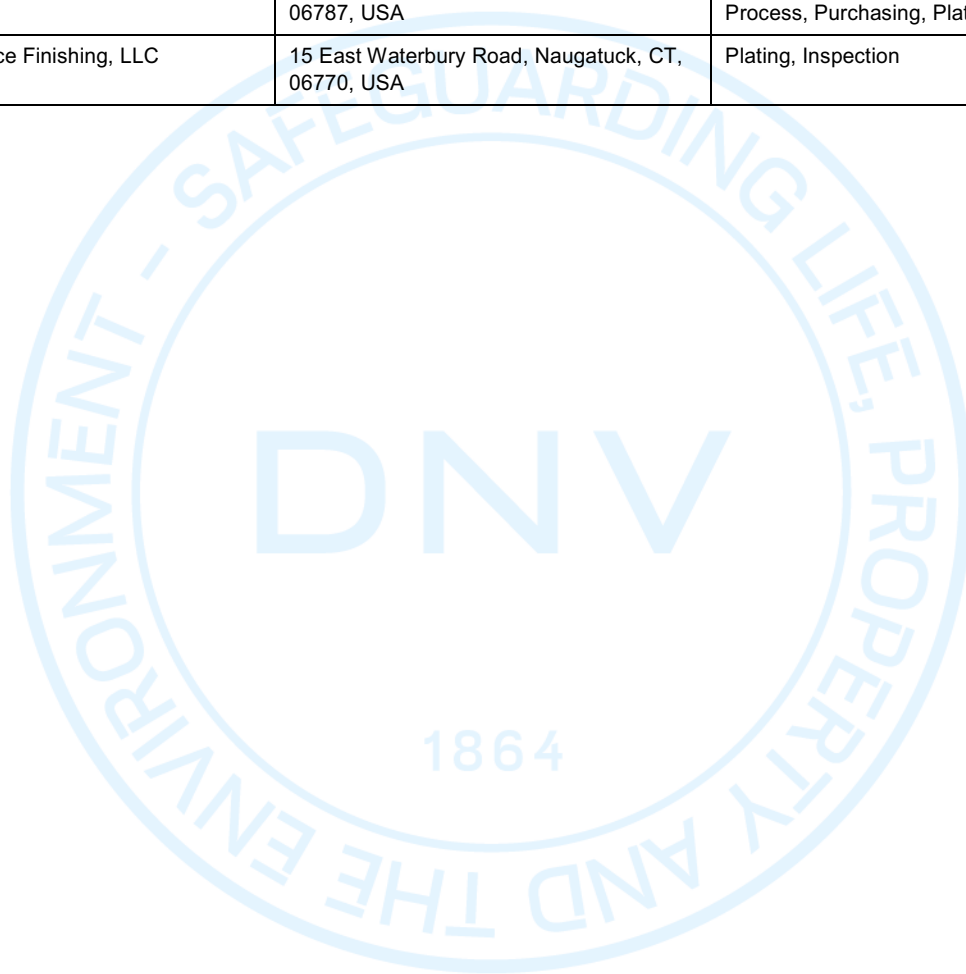 06787, USA
Process, Purchasing, Plat
ce Finishing, LLC
15 East Waterbury Road, Naugatuck, CT,
06770, USA
Plating, Inspection
SAFEGUARDING LIFE, PROPERTY AND THE ENVIRONMENT -
DNV
1864